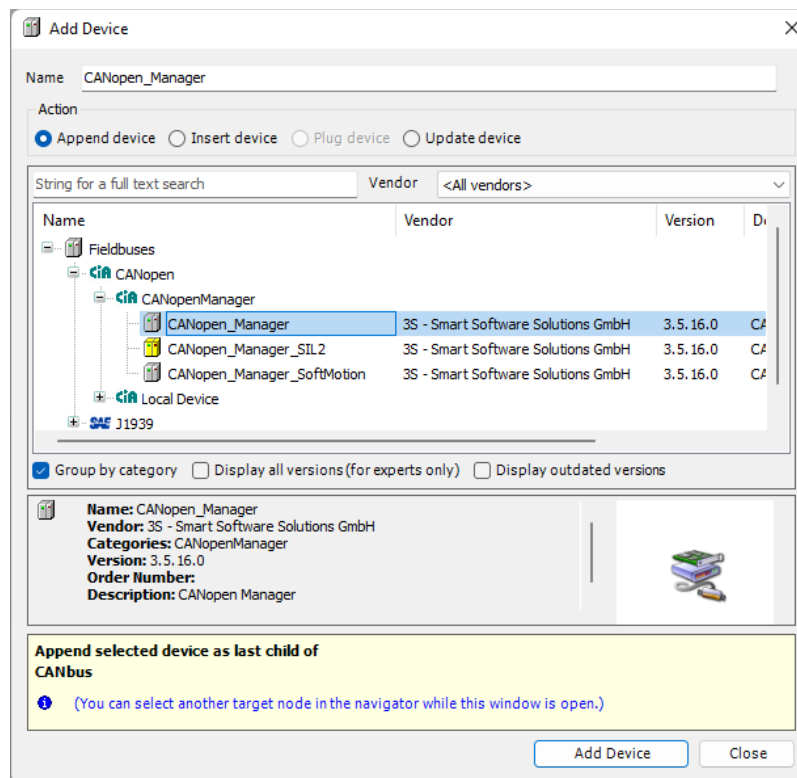 Add Device
Name CANopen_Manager
Action
Append device Insert device Plug device Update device
String for a full text search Vendor <All vendors>
Name Vendor Version
Fieldbuses
CiA CANopen
CiA CANopenManager
CANopen_Manager 3S - Smart Software Solutions GmbH 3.5.16.0
CANopen_Manager_SIL2 3S - Smart Software Solutions GmbH 3.5.16.0
CANopen_Manager_SoftMotion 3S - Smart Software Solutions GmbH 3.5.16.0
CiA Local Device
SAE J1939
Group by category Display all versions (for experts only) Display outdated versions
Name: CANopen_Manager
Vendor: 3S - Smart Software Solutions GmbH
Categories: CANopenManager
Version: 3.5.16.0
Order Number:
Description: CANopen Manager
Append selected device as last child of
CANbus
(You can select another target node in the navigator while this window is open.)
Add Device Close